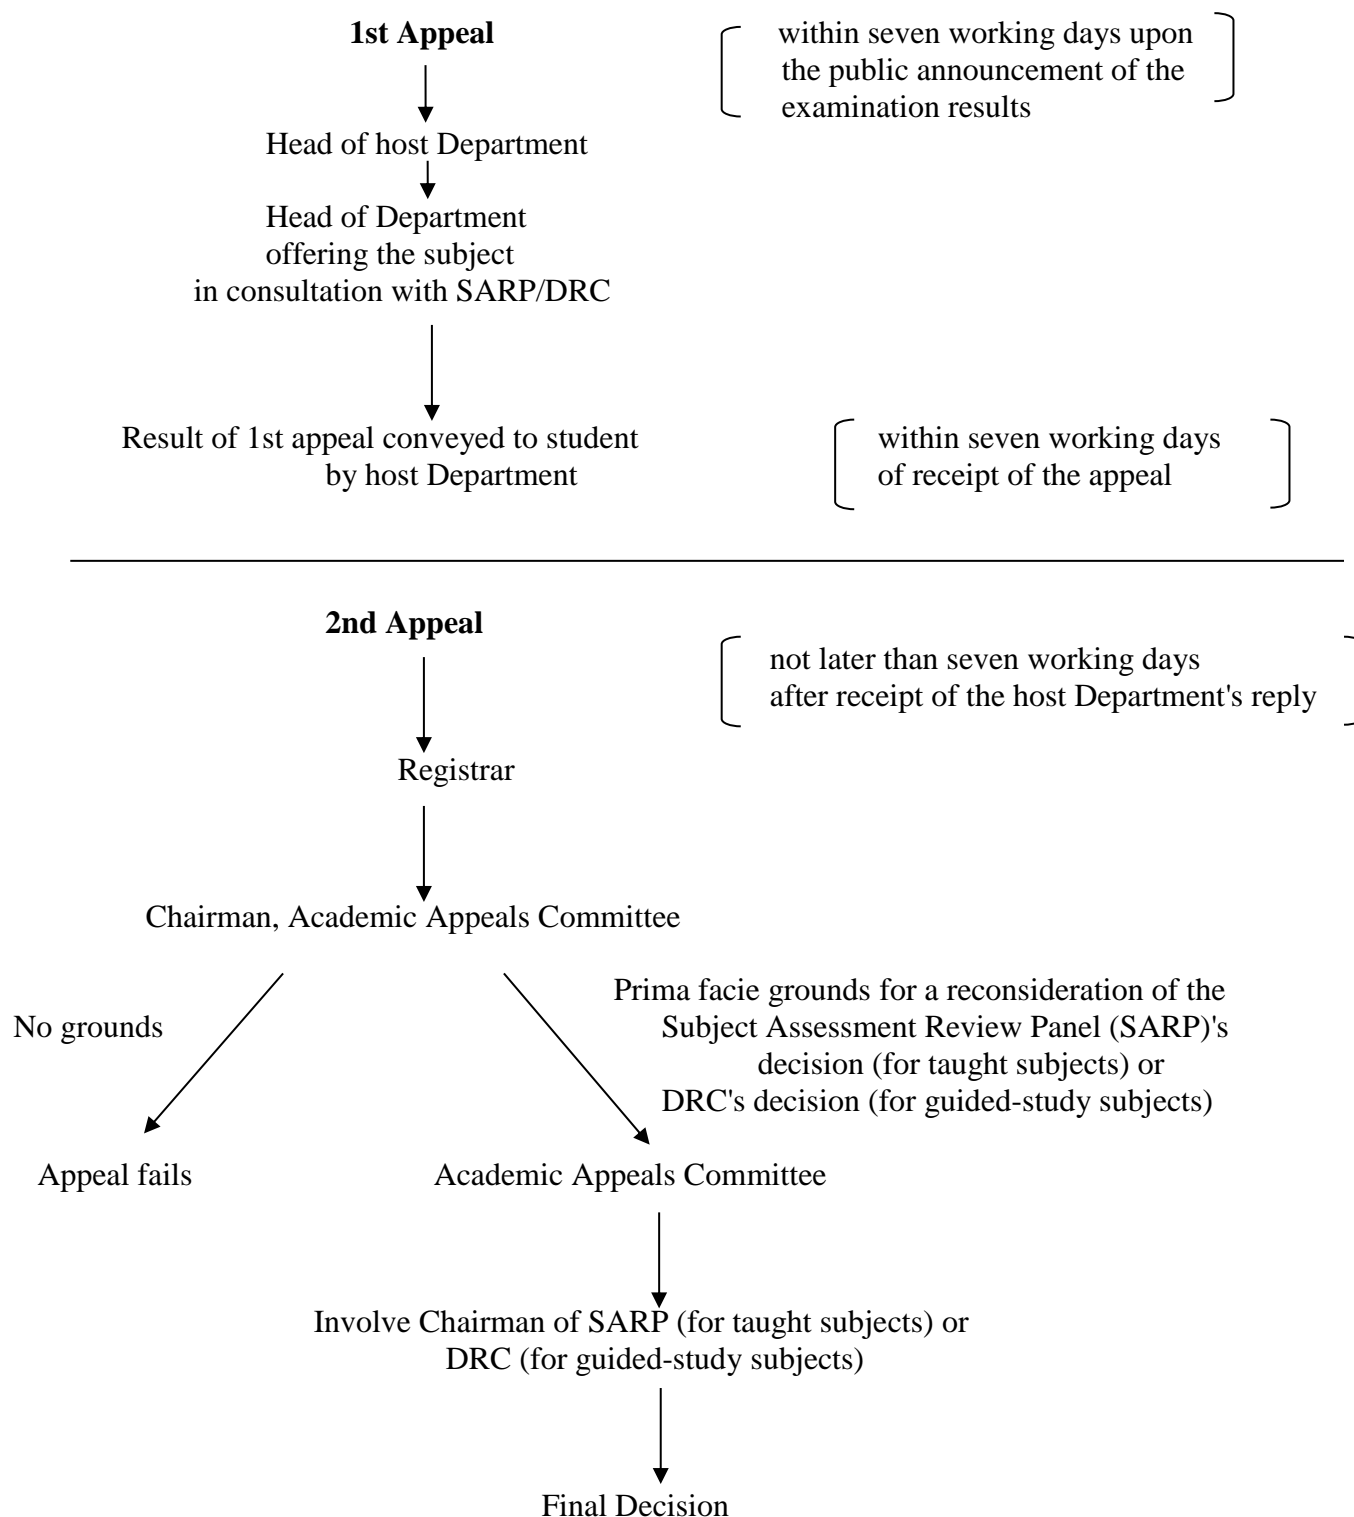 1st Appeal
within seven working days upon
the public announcement of the
examination results
Head of host Department
Head of Department
offering the subject
in consultation with SARP/DRC
Result of 1st appeal conveyed to student
by host Department
within seven working days
of receipt of the appeal
2nd Appeal
not later than seven working days
after receipt of the host Department's reply
Registrar
Chairman, Academic Appeals Committee
No grounds
Prima facie grounds for a reconsideration of the
Subject Assessment Review Panel (SARP)'s
decision (for taught subjects) or
DRC's decision (for guided-study subjects)
Appeal fails
Academic Appeals Committee
Involve Chairman of SARP (for taught subjects) or
DRC (for guided-study subjects)
Final Decision